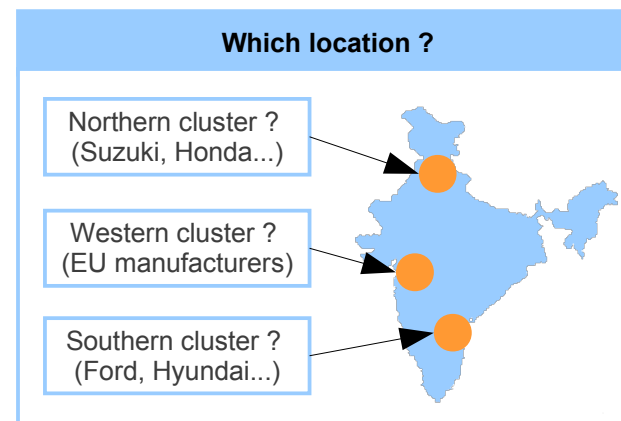 Which location ?
Northern cluster ?
(Suzuki, Honda...)
Western cluster ?
(EU manufacturers)
Southern cluster ?
(Ford, Hyundai...)